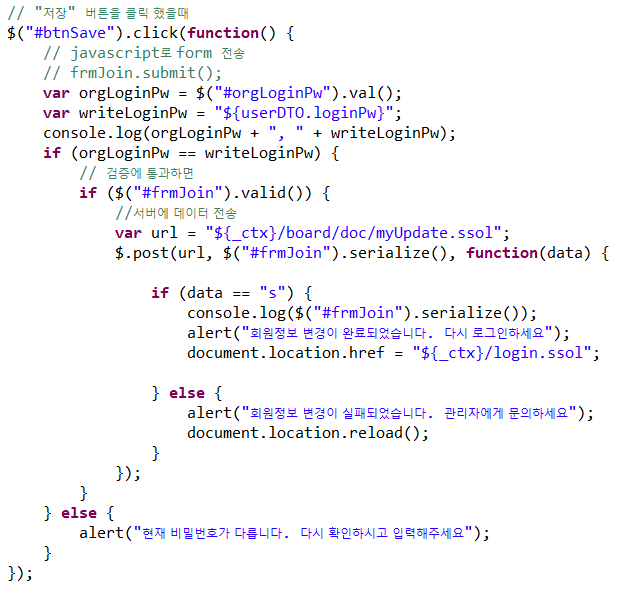 // "저장" 버튼을 클릭 했을때
$("#btnSave").click(function() {
    // javascript로 form 전송
    // frmJoin.submit();
    var orgLoginPw = $("#orgLoginPw").val();
    var writeLoginPw = "${userDTO.loginPw}";
    console.log(orgLoginPw + ", " + writeLoginPw);
    if (orgLoginPw == writeLoginPw) {
        // 검증에 통과하면
        if ($("#frmJoin").valid()) {
            //서버에 데이터 전송
            var url = "${_ctx}/board/doc/myUpdate.ssol";
            $.post(url, $("#frmJoin").serialize(), function(data) {
                if (data == "s") {
                    console.log($("#frmJoin").serialize());
                    alert("회원정보 변경이 완료되었습니다. 다시 로그인하세요");
                    document.location.href = "${_ctx}/login.ssol";
                } else {
                    alert("회원정보 변경이 실패되었습니다. 관리자에게 문의하세요");
                    document.location.reload();
                }
            });
        }
    } else {
        alert("현재 비밀번호가 다릅니다. 다시 확인하시고 입력해주세요");
    }
});